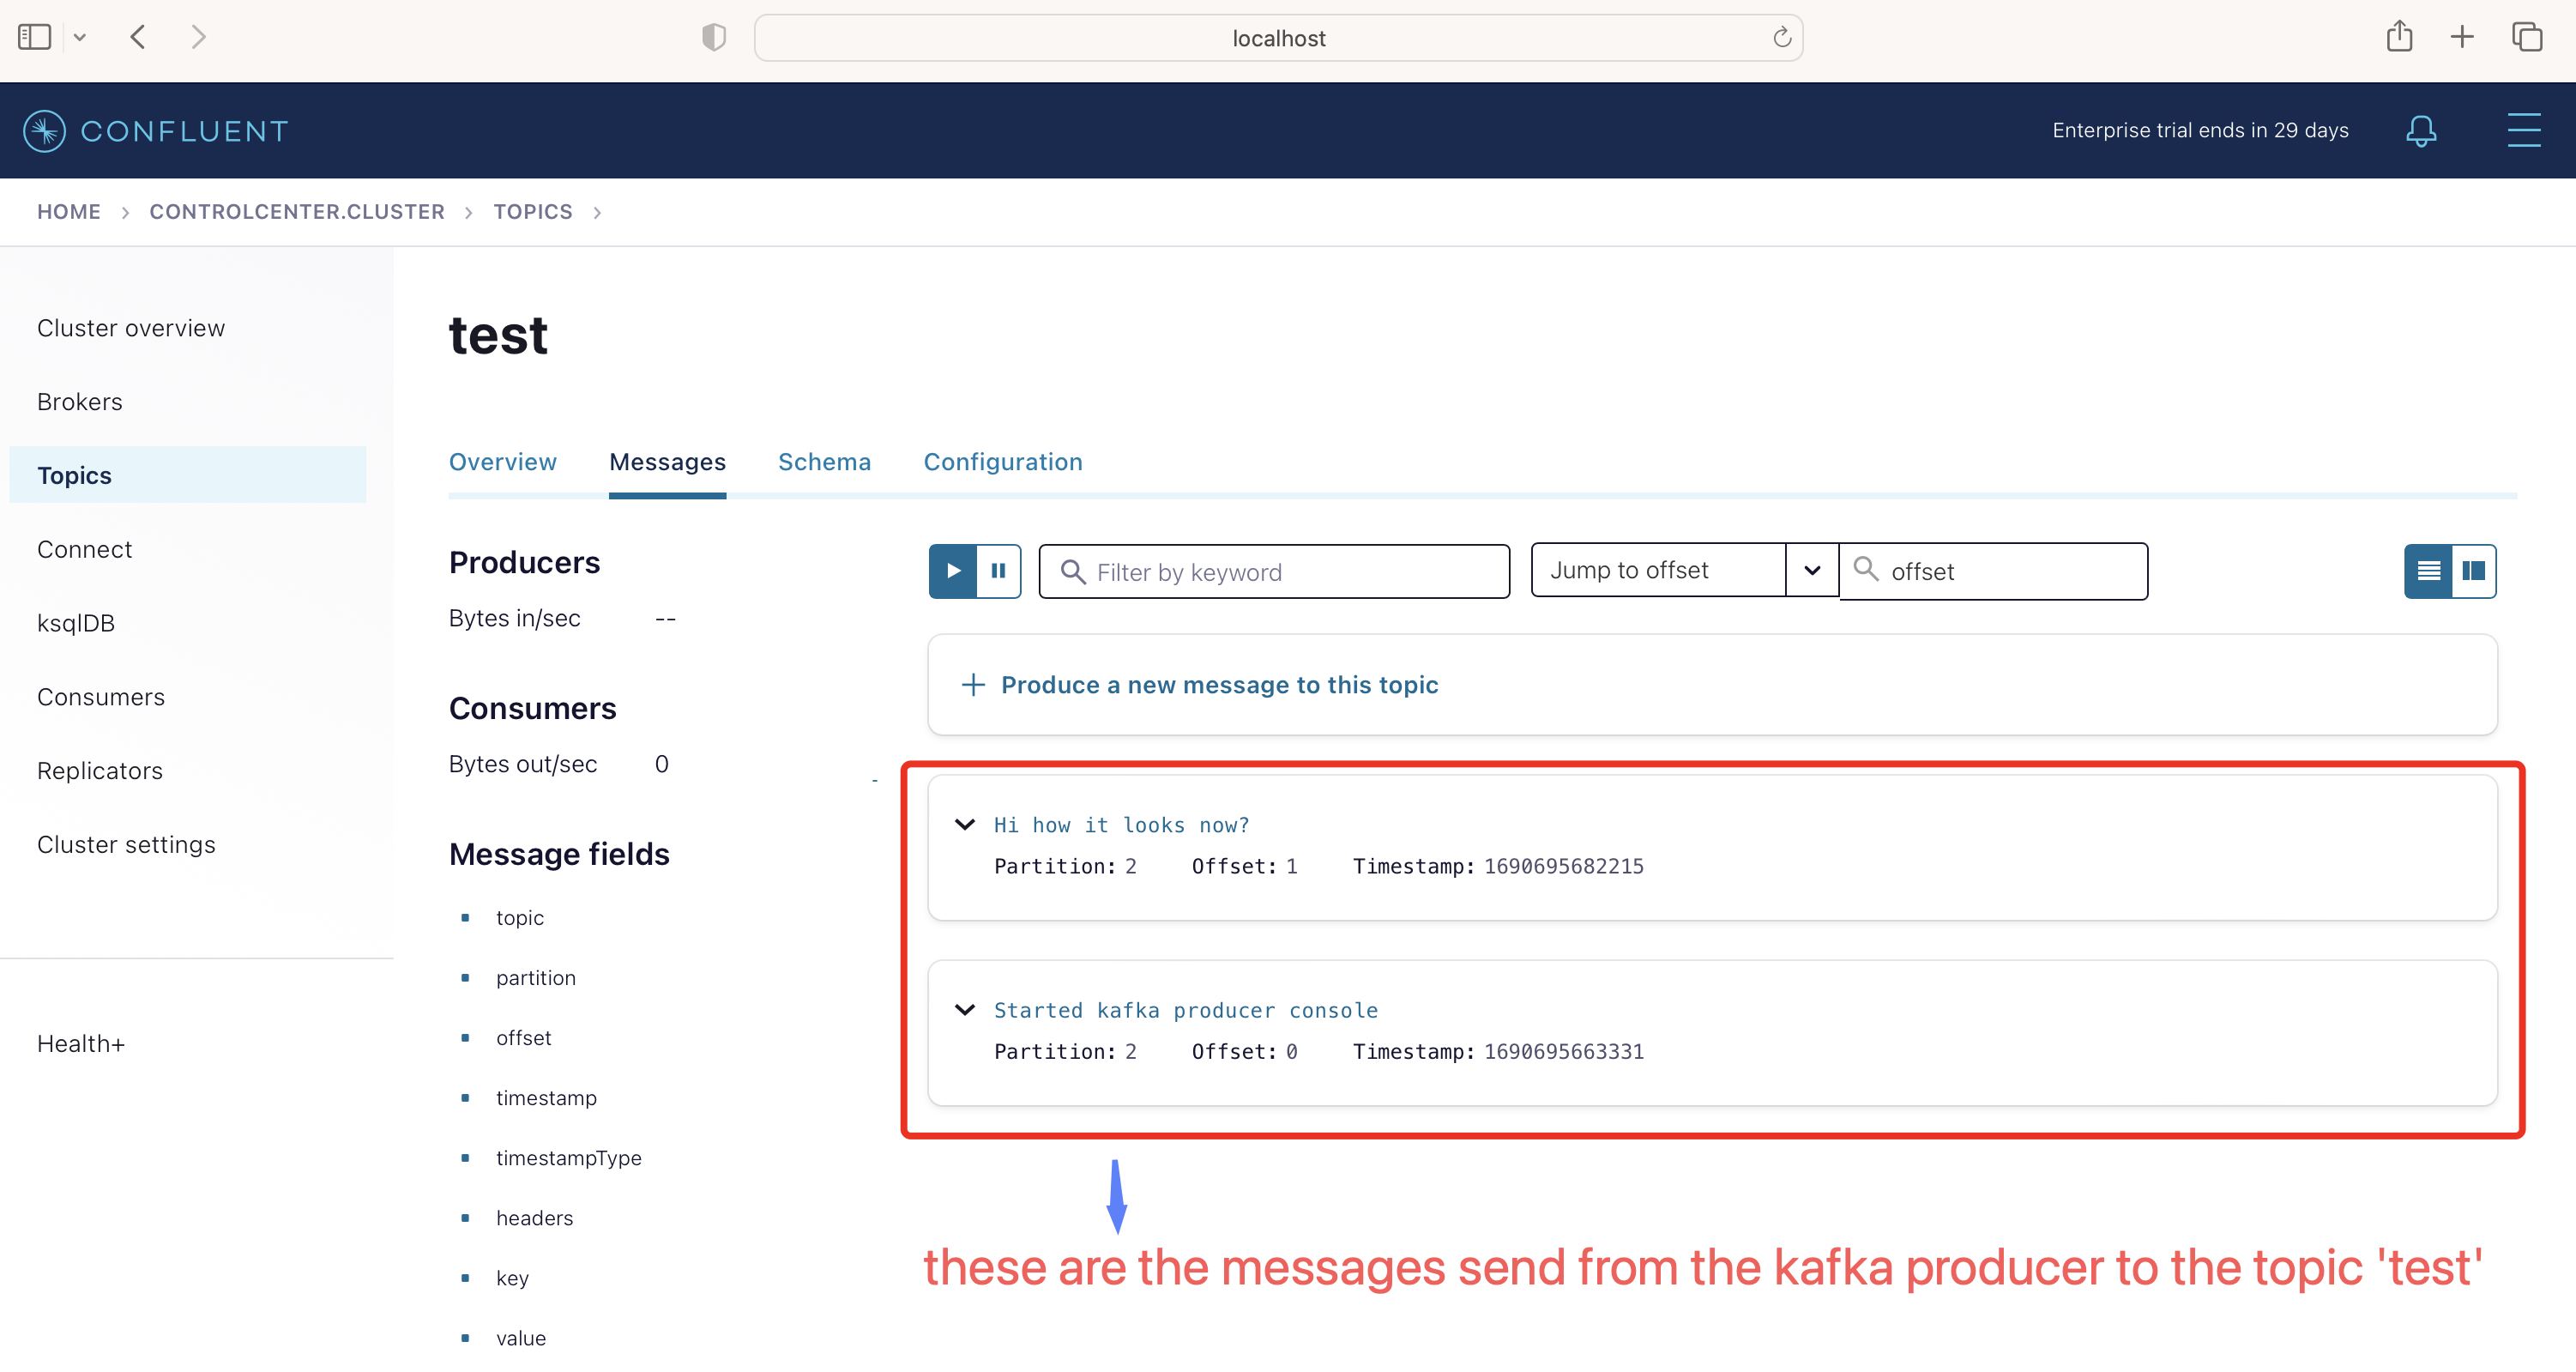 localhost
CONFLUENT
Enterprise trial ends in 29 days
HOME > CONTROLCENTER.CLUSTER > TOPICS >
Cluster overview
Brokers
Topics
Connect
ksqlDB
Consumers
Replicators
Cluster settings
Health+
test
Overview Messages Schema Configuration
Producers
Bytes in/sec --
Consumers
Bytes out/sec 0
Message fields
topic
partition
offset
timestamp
timestampType
headers
key
value
Filter by keyword
Jump to offset
offset
+ Produce a new message to this topic
-
Hi how it looks now?
Partition: 2 Offset: 1 Timestamp: 1690695682215
Started kafka producer console
Partition: 2 Offset: 0 Timestamp: 1690695663331
these are the messages send from the kafka producer to the topic 'test'